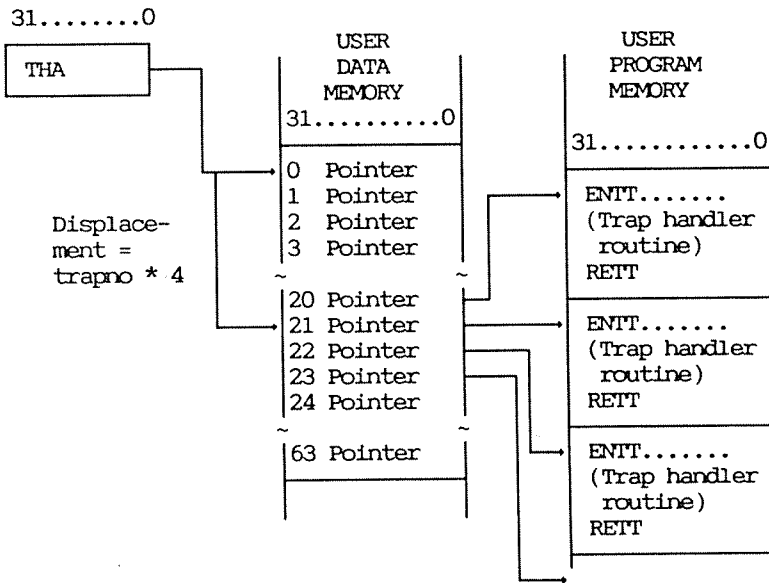 31........0
THA
Displace-
ment =
trapno * 4
USER
DATA
MEMORY
31..........0
0 Pointer
1 Pointer
2 Pointer
3 Pointer
~ ~
20 Pointer
21 Pointer
22 Pointer
23 Pointer
24 Pointer
~ ~
63 Pointer
USER
PROGRAM
MEMORY
31............0
ENTT.......
(Trap handler
routine)
RETT
ENTT.......
(Trap handler
routine)
RETT
ENTT.......
(Trap handler
routine)
RETT